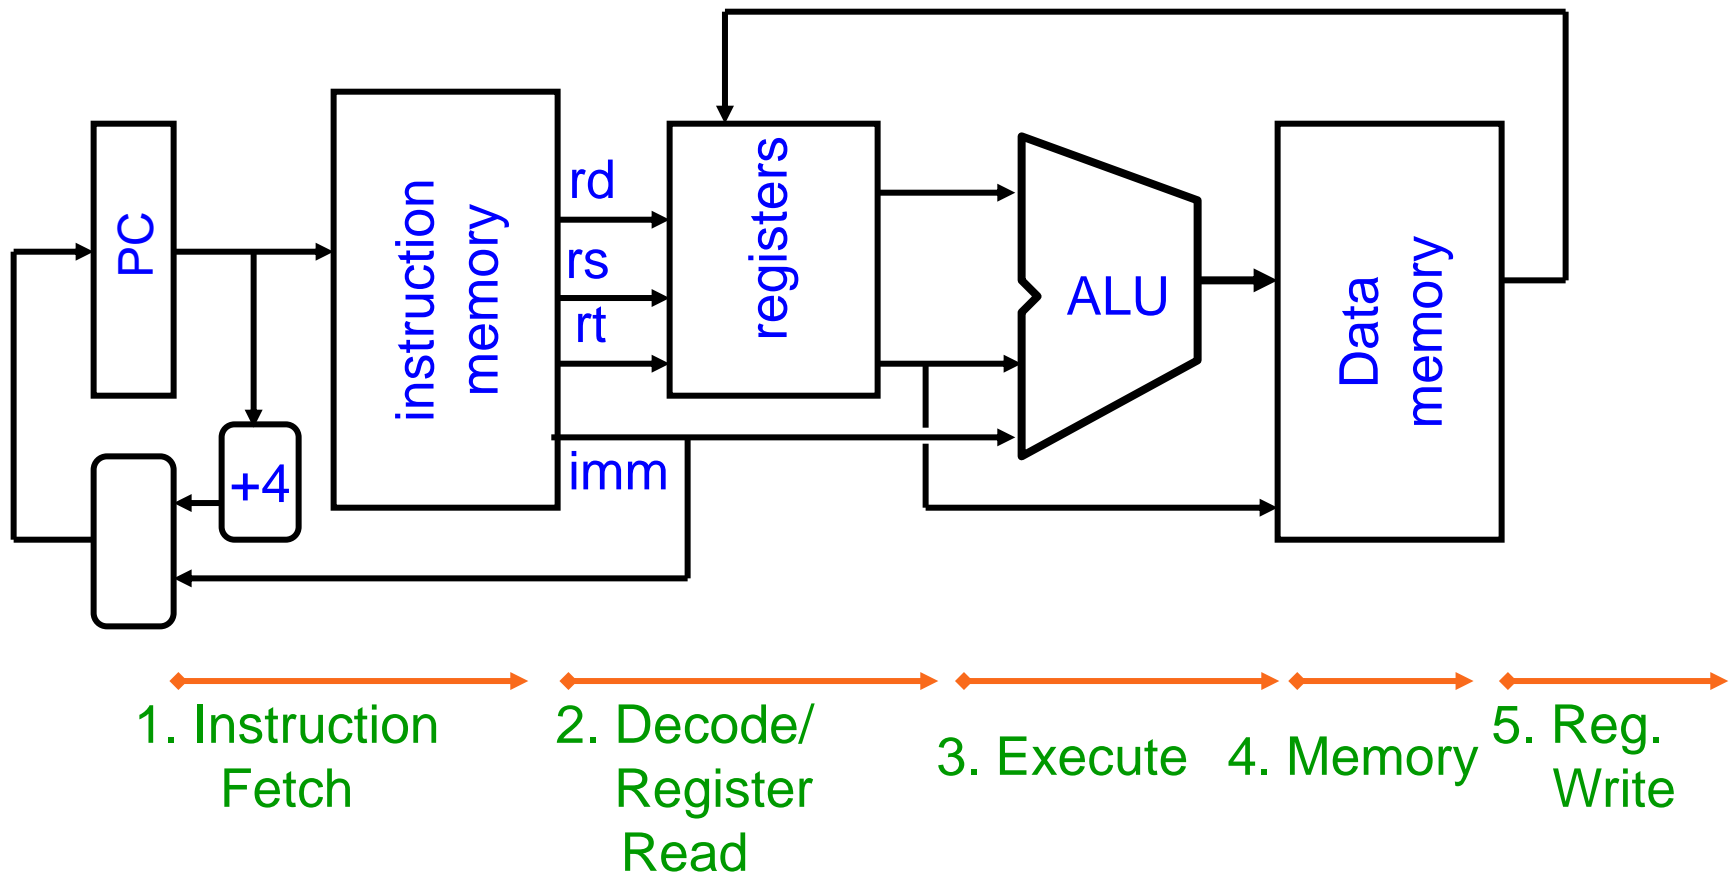 PC
+4
instruction
memory
rd
rs
rt
imm
registers
ALU
Data
memory
1. Instruction
Fetch
2. Decode/
Register
Read
3. Execute
4. Memory
5. Reg.
Write